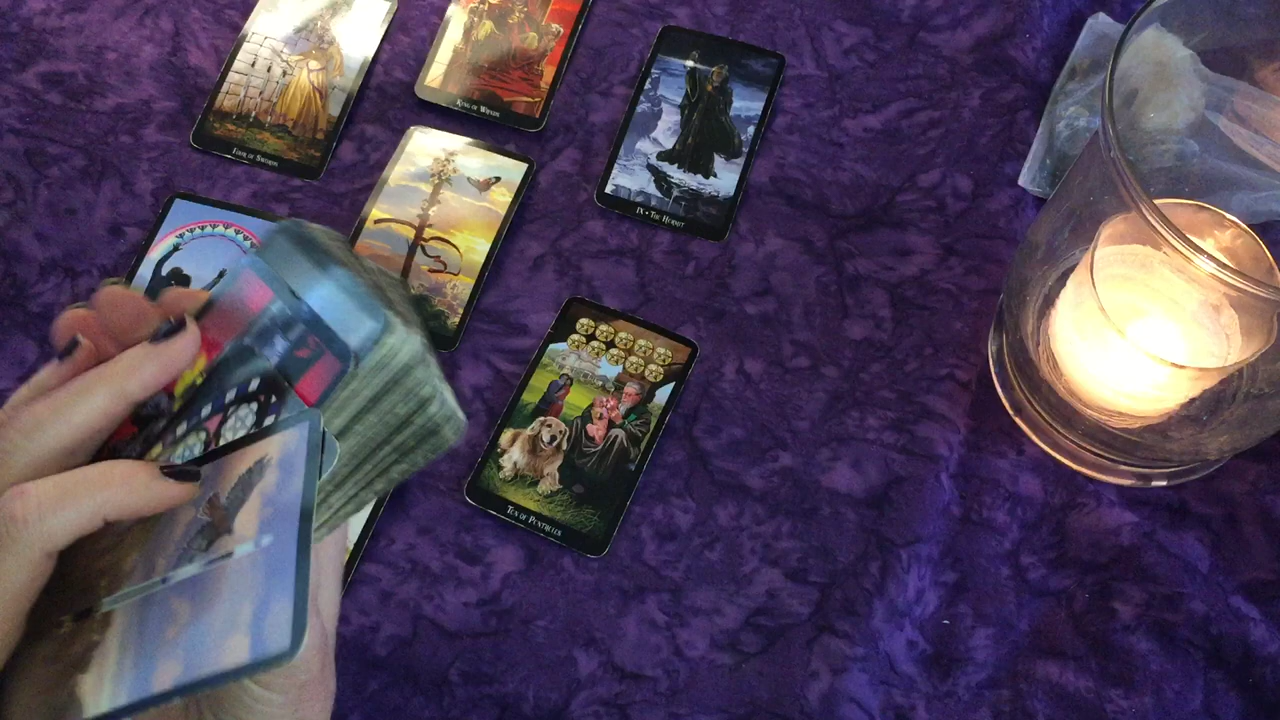 Four of Swords
King of Wands
IX • The Hermit
Ten of Pentacles